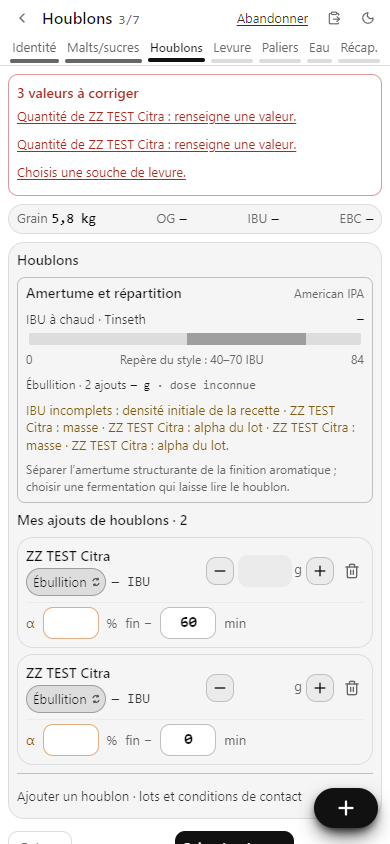 Houblons 3/7 Abandonner
Identité Malts/sucres Houblons Levure Paliers Eau Récap.
3 valeurs à corriger
Quantité de ZZ TEST Citra : renseigne une valeur.
Quantité de ZZ TEST Citra : renseigne une valeur.
Choisis une souche de levure.
Grain 5,8 kg OG — IBU — EBC —
Houblons
Amertume et répartition American IPA
IBU à chaud · Tinseth —
0 Repère du style : 40–70 IBU 84
Ébullition · 2 ajouts — g · dose inconnue
IBU incomplets : densité initiale de la recette · ZZ TEST
Citra : masse · ZZ TEST Citra : alpha du lot · ZZ TEST Citra :
masse · ZZ TEST Citra : alpha du lot.
Séparer l'amertume structurante de la finition aromatique ;
choisir une fermentation qui laisse lire le houblon.
Mes ajouts de houblons · 2
ZZ TEST Citra
− g +
Ébullition — IBU
α % fin − 60 min
ZZ TEST Citra
− g +
Ébullition — IBU
α % fin − 0 min
Ajouter un houblon · lots et conditions de contact
+